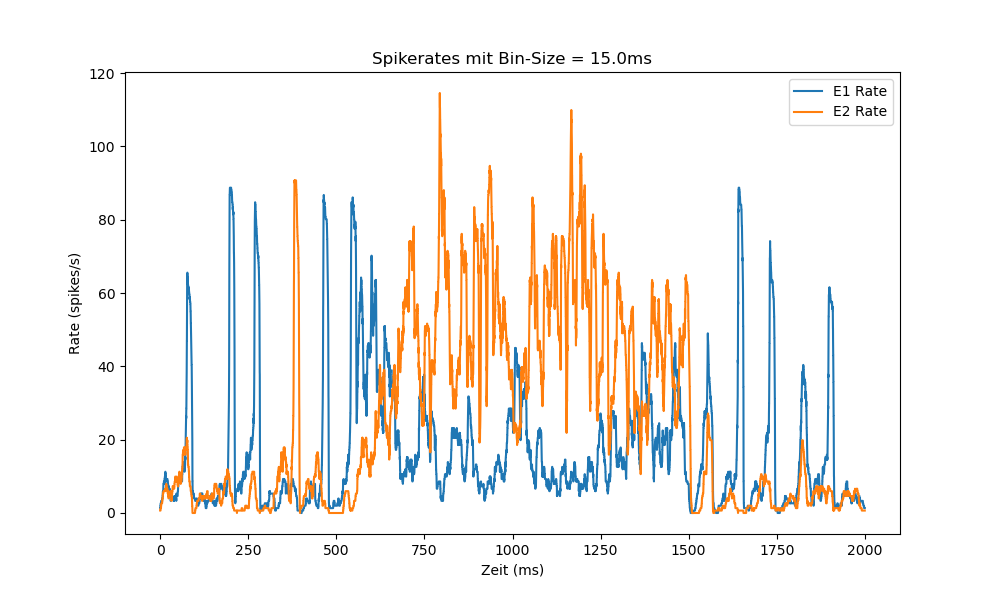 Spikerates mit Bin-Size = 15.0ms
E1 Rate
E2 Rate
Rate (spikes/s)
120
100
80
60
40
20
0
0 250 500 750 1000 1250 1500 1750 2000
Zeit (ms)